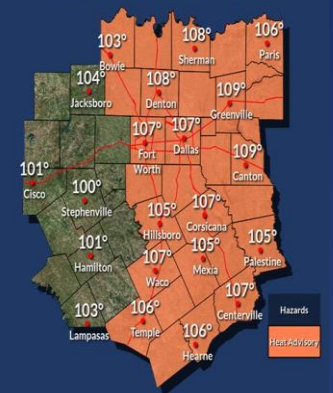 103°
Bowie
108°
Sherman
106°
Paris
104°
Jacksboro
108°
Denton
109°
Greenville
107°
Fort
Worth
107°
Dallas
109°
Canton
101°
Cisco
100°
Stephenville
105°
Hillsboro
107°
Corsicana
101°
Hamilton
107°
Waco
105°
Mexia
105°
Palestine
103°
Lampasas
106°
Temple
107°
Centerville
106°
Hearne
Hazards
Heat Advisory